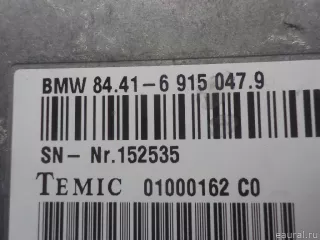 BMW 84.41-6 915 047.9
SN- Nr.152535
TEMIC 01000162 C0
eaural.ru